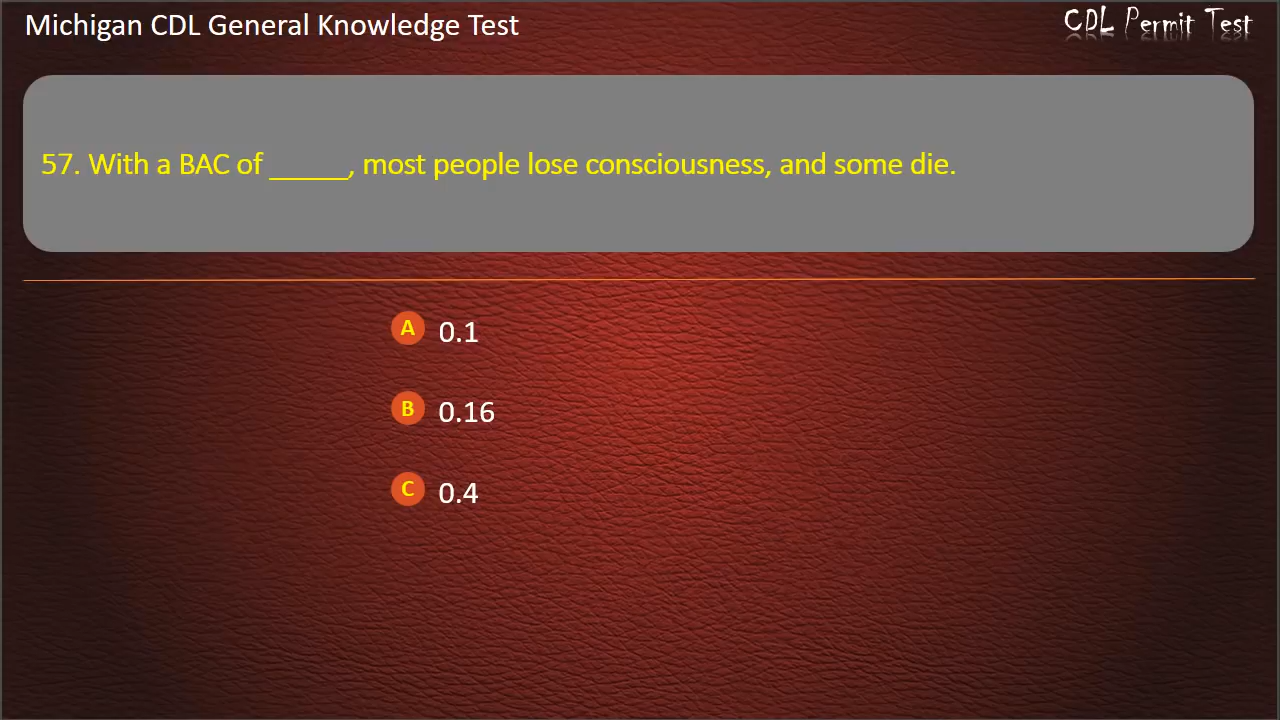 Michigan CDL General Knowledge Test
CDL Permit Test
57. With a BAC of _____, most people lose consciousness, and some die.
A 0.1
B 0.16
C 0.4